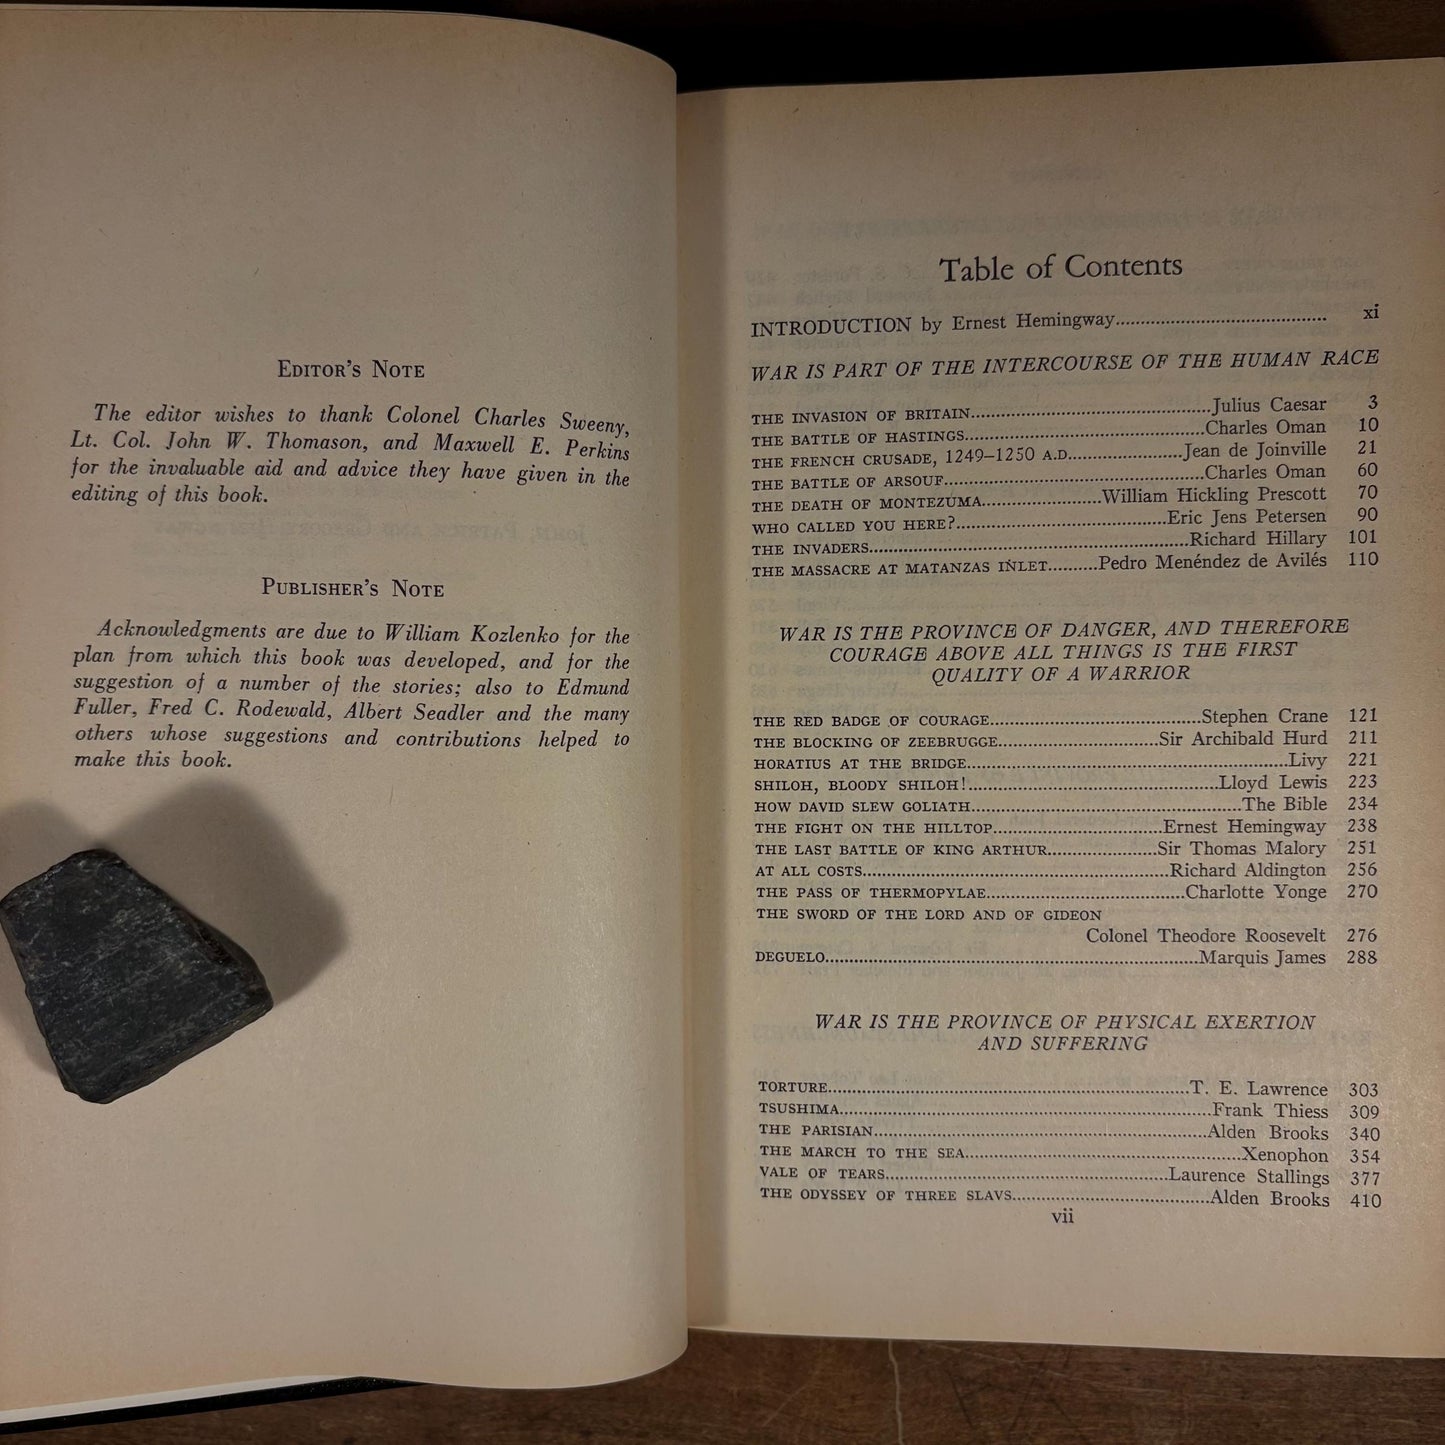 Editor's Note
The editor wishes to thank Colonel Charles Sweeny,
Lt. Col. John W. Thomason, and Maxwell E. Perkins
for the invaluable aid and advice they have given in the
editing of this book.
Publisher's Note
Acknowledgments are due to William Kozlenko for the
plan from which this book was developed, and for the
suggestion of a number of the stories; also to Edmund
Fuller, Fred C. Rodewald, Albert Seadler and the many
others whose suggestions and contributions helped to
make this book.
Table of Contents
INTRODUCTION by Ernest Hemingway.......................................... xi
WAR IS PART OF THE INTERCOURSE OF THE HUMAN RACE
THE INVASION OF BRITAIN................................................Julius Caesar 3
THE BATTLE OF HASTINGS................................................Charles Oman 10
THE FRENCH CRUSADE, 1249–1250 A.D.......................Jean de Joinville 21
THE BATTLE OF ARSOUF....................................................Charles Oman 60
THE DEATH OF MONTEZUMA........................William Hickling Prescott 70
WHO CALLED YOU HERE?..........................................Eric Jens Petersen 90
THE INVADERS................................................................Richard Hillary 101
THE MASSACRE AT MATANZAS INLET..........Pedro Menéndez de Avilés 110
WAR IS THE PROVINCE OF DANGER, AND THEREFORE
COURAGE ABOVE ALL THINGS IS THE FIRST
QUALITY OF A WARRIOR
THE RED BADGE OF COURAGE..........................................Stephen Crane 121
THE BLOCKING OF ZEEBRUGGE................................Sir Archibald Hurd 211
HORATIUS AT THE BRIDGE................................................................Livy 221
SHILOH, BLOODY SHILOH!..................................................Lloyd Lewis 223
HOW DAVID SLEW GOLIATH......................................................The Bible 234
THE FIGHT ON THE HILLTOP..................................Ernest Hemingway 238
THE LAST BATTLE OF KING ARTHUR......................Sir Thomas Malory 251
AT ALL COSTS..............................................................Richard Aldington 256
THE PASS OF THERMOPYLAE........................................Charlotte Yonge 270
THE SWORD OF THE LORD AND OF GIDEON
Colonel Theodore Roosevelt 276
DEGUELO..........................................................................Marquis James 288
WAR IS THE PROVINCE OF PHYSICAL EXERTION
AND SUFFERING
TORTURE........................................................................T. E. Lawrence 303
TSUSHIMA..........................................................................Frank Thiess 309
THE PARISIAN..................................................................Alden Brooks 340
THE MARCH TO THE SEA......................................................Xenophon 354
VALE OF TEARS........................................................Laurence Stallings 377
THE ODYSSEY OF THREE SLAVS........................................Alden Brooks 410
vii